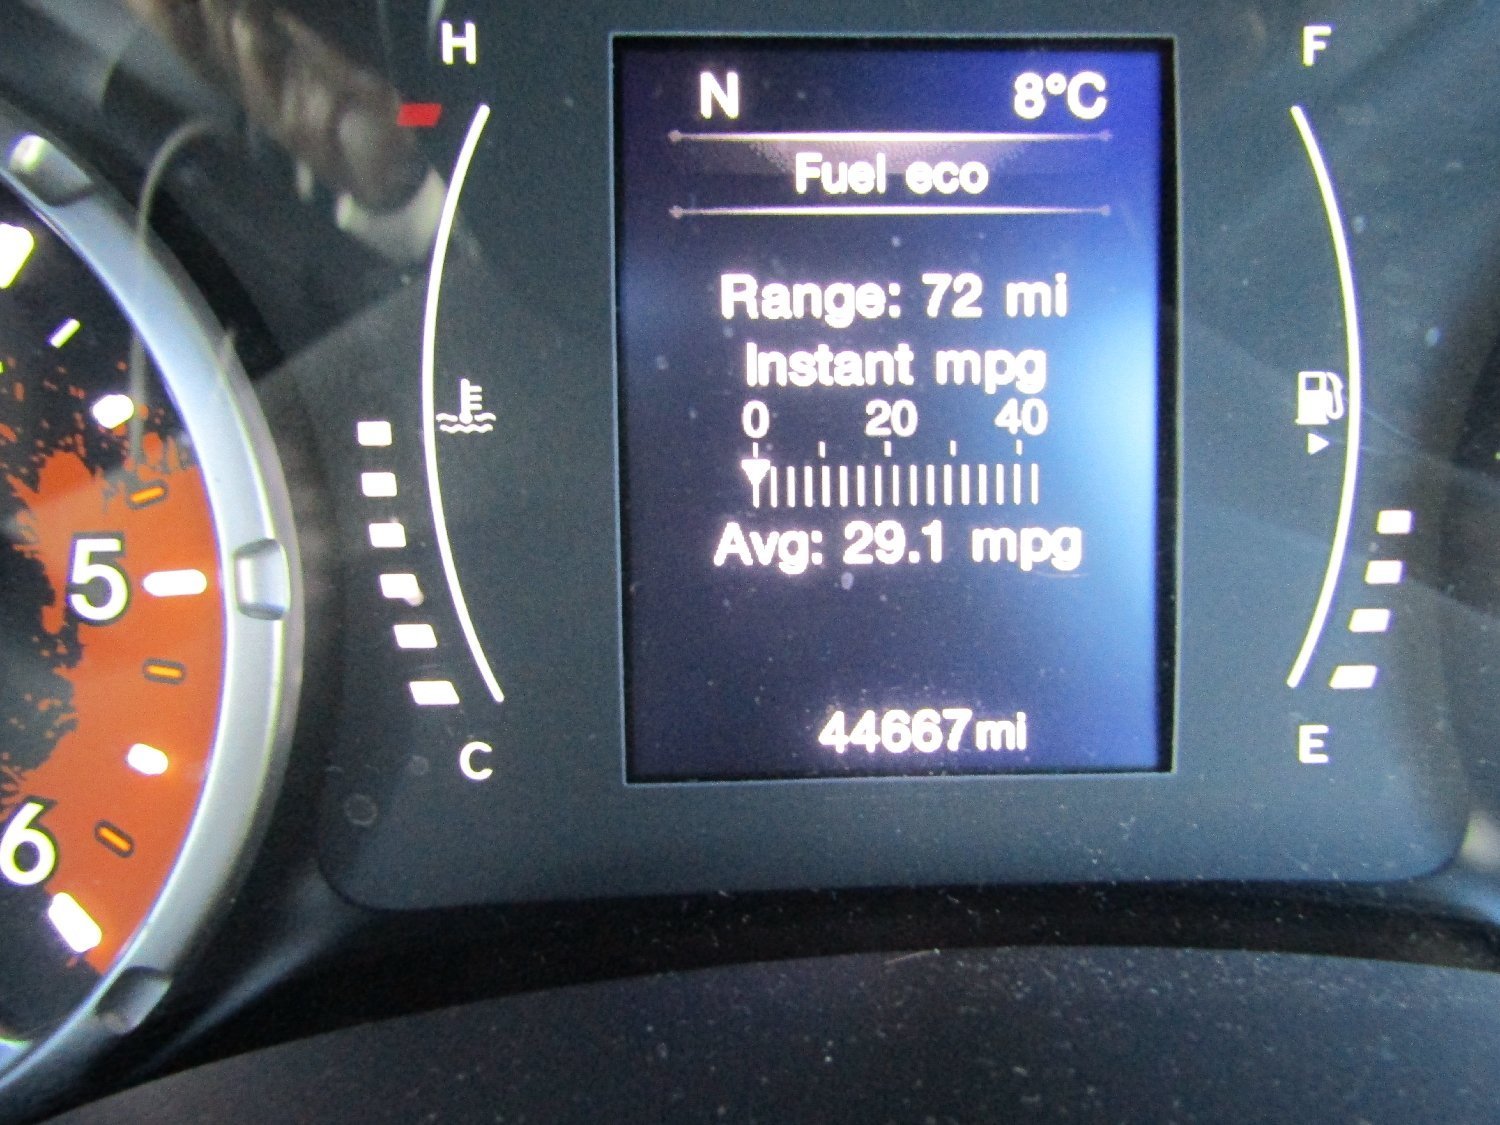 H
F
N 8°C
Fuel eco
Range: 72 mi
Instant mpg
0 20 40
Avg: 29.1 mpg
5
44667mi
C
E
6